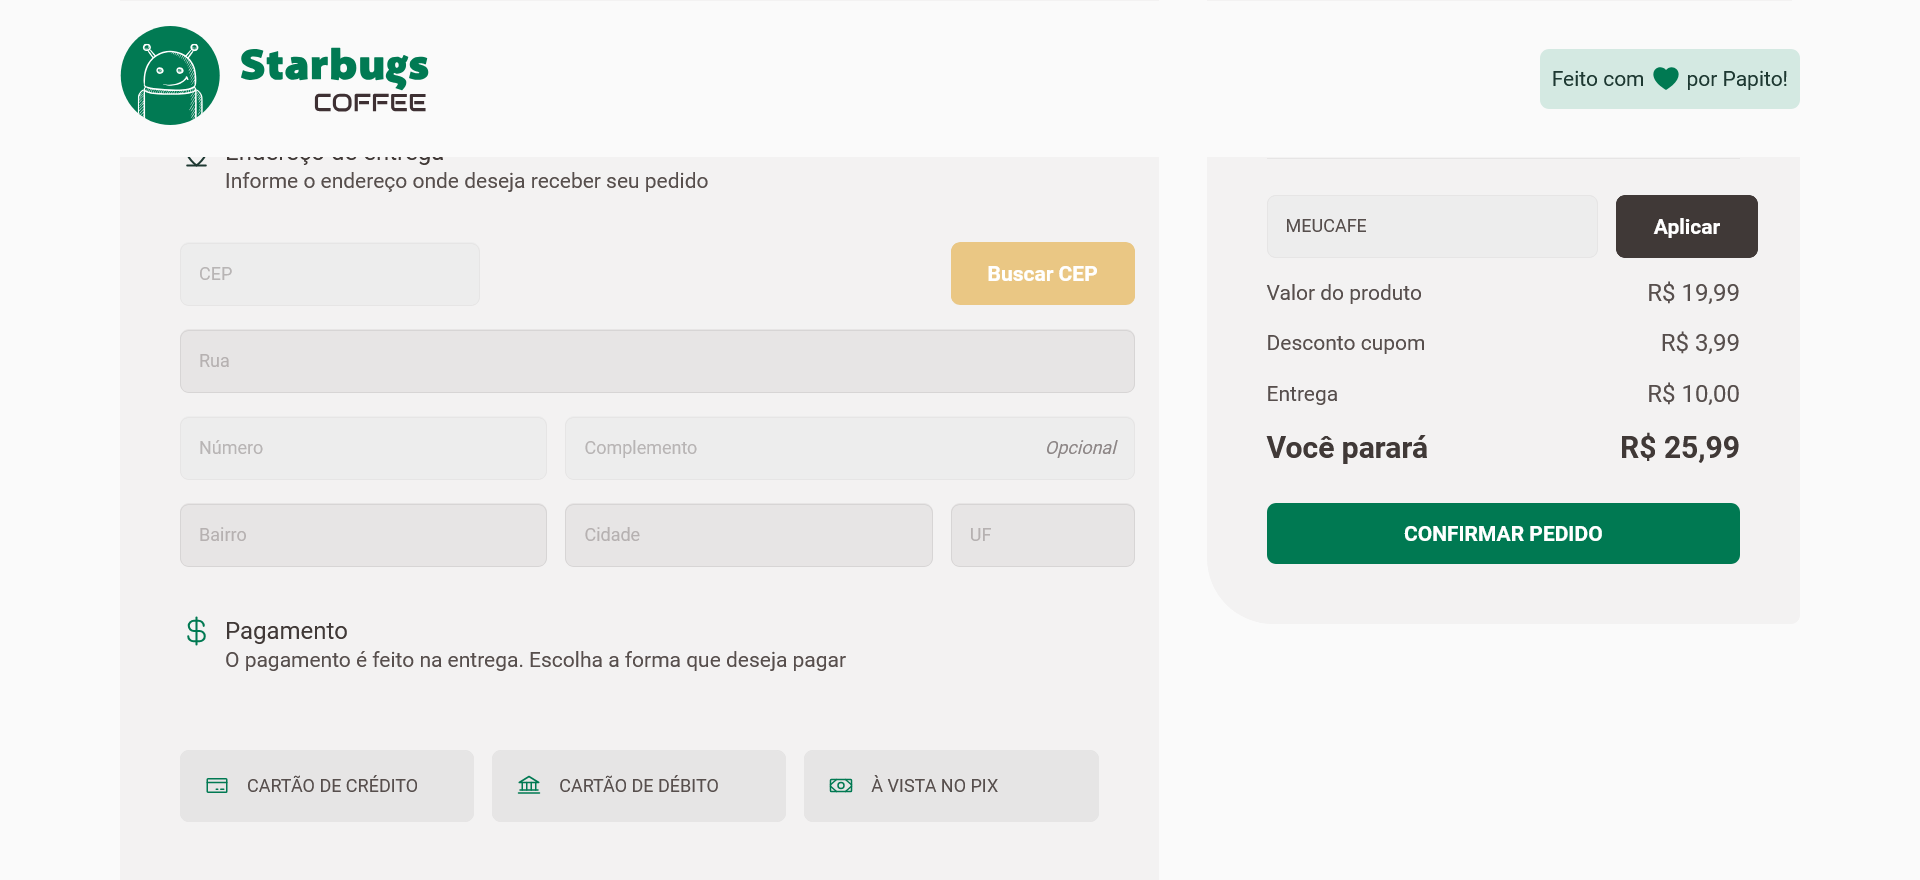 Starbugs
COFFEE
Feito com por Papito!
Endereço de entrega
Informe o endereço onde deseja receber seu pedido
CEP
Buscar CEP
Rua
Número
Complemento
Opcional
Bairro
Cidade
UF
Pagamento
O pagamento é feito na entrega. Escolha a forma que deseja pagar
CARTÃO DE CRÉDITO
CARTÃO DE DÉBITO
À VISTA NO PIX
MEUCAFE
Aplicar
Valor do produto R$ 19,99
Desconto cupom R$ 3,99
Entrega R$ 10,00
Você parará R$ 25,99
CONFIRMAR PEDIDO